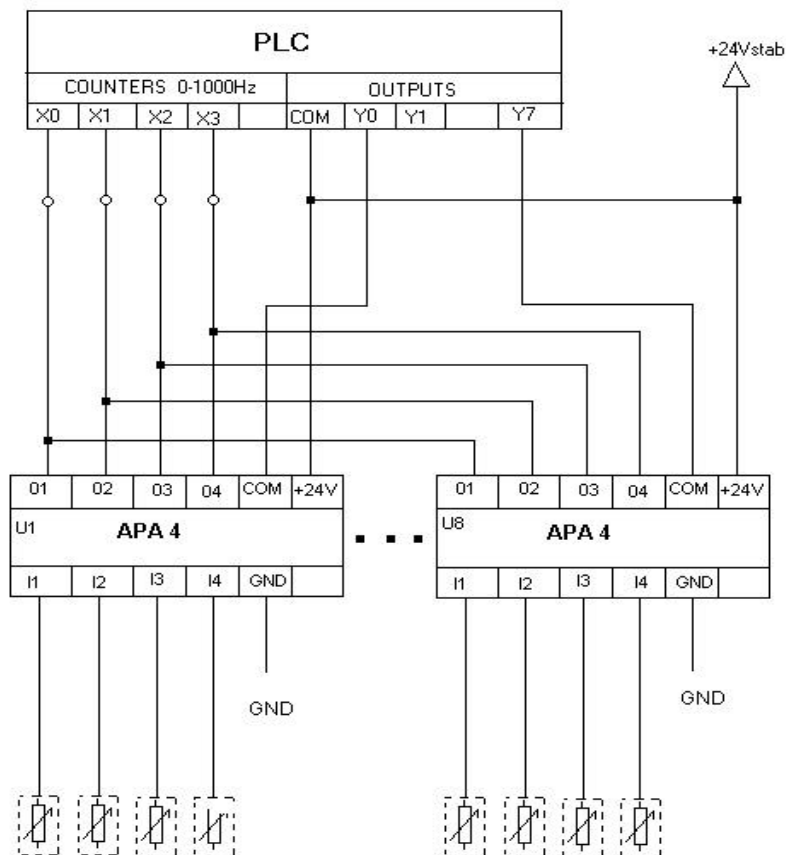 PLC
+24Vstab
COUNTERS 0-1000Hz OUTPUTS
X0 X1 X2 X3 COM Y0 Y1 Y7
01 02 03 04 COM +24V 01 02 03 04 COM +24V
U1 APA 4 U8 APA 4
I1 I2 I3 I4 GND I1 I2 I3 I4 GND
GND GND